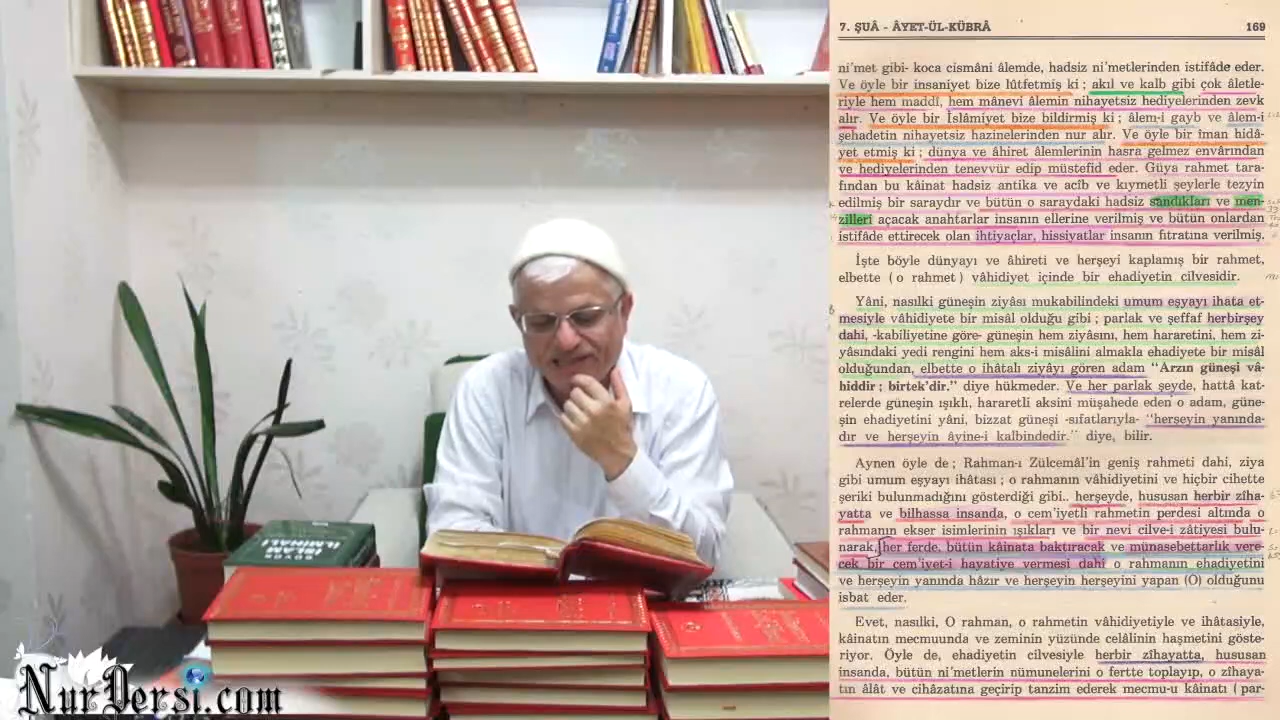 7. ŞUÂ - ÂYET-ÜL-KÜBRÂ 169
ni'met gibi- koca cismâni âlemde, hadsiz ni'metlerinden istifâde eder.
Ve öyle bir insaniyet bize lûtfetmiş ki ; akıl ve kalb gibi çok âletle-
riyle hem maddî, hem mânevi âlemin nihayetsiz hediyelerinden zevk
alır. Ve öyle bir İslâmiyet bize bildirmiş ki ; âlem-i gayb ve âlem-i
şehadetin nihayetsiz hazinelerinden nur alır. Ve öyle bir îman hidâ-
yet etmiş ki ; dünya ve âhiret âlemlerinin hasra gelmez envârından
ve hediyelerinden tenevvür edip müstefid eder. Güya rahmet tara-
fından bu kâinat hadsiz antika ve acîb ve kıymetli şeylerle tezyin
edilmiş bir saraydır ve bütün o saraydaki hadsiz sandıkları ve men-
zilleri açacak anahtarlar insanın ellerine verilmiş ve bütün onlardan
istifâde ettirecek olan ihtiyaçlar, hissiyatlar insanın fıtratına verilmiş.
İşte böyle dünyayı ve âhireti ve herşeyi kaplamış bir rahmet,
elbette ( o rahmet ) vâhidiyet içinde bir ehadiyetin cilvesidir.
Yâni, nasılki güneşin ziyâsı mukabilindeki umum eşyayı ihata et-
mesiyle vâhidiyete bir misâl olduğu gibi ; parlak ve şeffaf herbirşey
dahi, -kabiliyetine göre- güneşin hem ziyâsını, hem hararetini, hem zi-
yâsındaki yedi rengini hem aks-i misâlini almakla ehadiyete bir misâl
olduğundan, elbette o ihâtalı ziyâyı gören adam "Arzın güneşi vâ-
hiddir ; birtek'dir." diye hükmeder. Ve her parlak şeyde, hattâ kat-
relerde güneşin ışıklı, hararetli aksini müşahede eden o adam, güne-
şin ehadiyetini yâni, bizzat güneşi -sıfatlarıyla- "herşeyin yanında-
dır ve herşeyin âyine-i kalbindedir." diye, bilir.
Aynen öyle de ; Rahman-ı Zülcemâl'in geniş rahmeti dahi, ziya
gibi umum eşyayı ihâtası ; o rahmanın vâhidiyetini ve hiçbir cihette
şeriki bulunmadığını gösterdiği gibi.. herşeyde, hususan herbir zîha-
yatta ve bilhassa insanda, o cem'iyetli rahmetin perdesi altında o
rahmanın ekser isimlerinin ışıkları ve bir nevi cilve-i zâtiyesi bulu-
narak, her ferde, bütün kâinata baktıracak ve münasebettarlık vere-
cek bir cem'iyet-i hayatiye vermesi dahi o rahmanın ehadiyetini
ve herşeyin yanında hâzır ve herşeyin herşeyini yapan (O) olduğunu
isbat eder.
Evet, nasılki, O rahman, o rahmetin vâhidiyetiyle ve ihâtasiyle,
kâinatın mecmuunda ve zeminin yüzünde celâlinin haşmetini göste-
riyor. Öyle de, ehadiyetin cilvesiyle herbir zîhayatta, hususan
insanda, bütün ni'metlerin nümunelerini o fertte toplayıp, o zîhaya-
tın âlât ve cihâzatına geçirip tanzim ederek mecmu-u kâinatı ( par-
İSLAM
İLMİHALİ
NurDersi.com